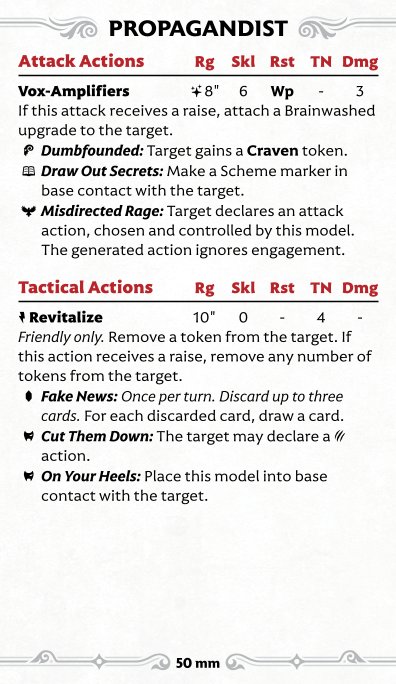 PROPAGANDIST
Attack Actions Rg Skl Rst TN Dmg
Vox-Amplifiers 8" 6 Wp - 3
If this attack receives a raise, attach a Brainwashed
upgrade to the target.
Dumbfounded: Target gains a Craven token.
Draw Out Secrets: Make a Scheme marker in
base contact with the target.
Misdirected Rage: Target declares an attack
action, chosen and controlled by this model.
The generated action ignores engagement.
Tactical Actions Rg Skl Rst TN Dmg
Revitalize 10" 0 - 4 -
Friendly only. Remove a token from the target. If
this action receives a raise, remove any number of
tokens from the target.
Fake News: Once per turn. Discard up to three
cards. For each discarded card, draw a card.
Cut Them Down: The target may declare a
action.
On Your Heels: Place this model into base
contact with the target.
50 mm